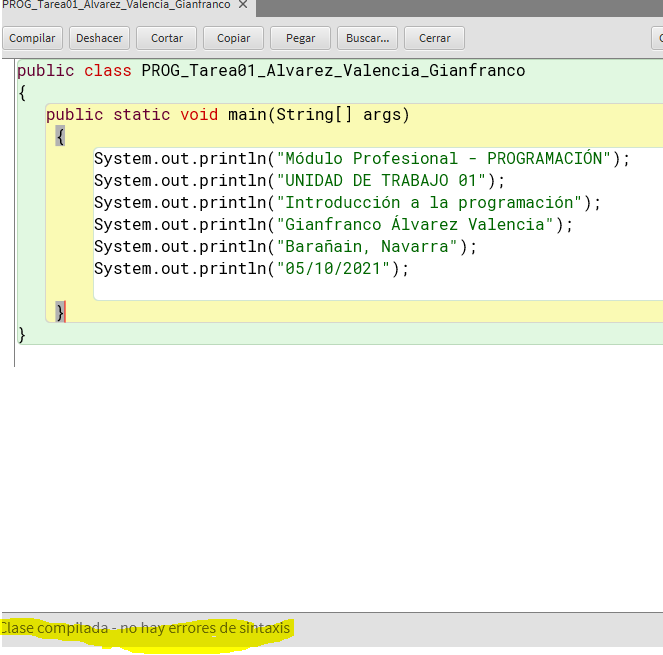 PROG_Tarea01_Alvarez_Valencia_Gianfranco ×
Compilar Deshacer Cortar Copiar Pegar Buscar... Cerrar
public class PROG_Tarea01_Alvarez_Valencia_Gianfranco
{
public static void main(String[] args)
{
System.out.println("Módulo Profesional - PROGRAMACIÓN");
System.out.println("UNIDAD DE TRABAJO 01");
System.out.println("Introducción a la programación");
System.out.println("Gianfranco Álvarez Valencia");
System.out.println("Barañain, Navarra");
System.out.println("05/10/2021");
}
}
Clase compilada - no hay errores de sintaxis